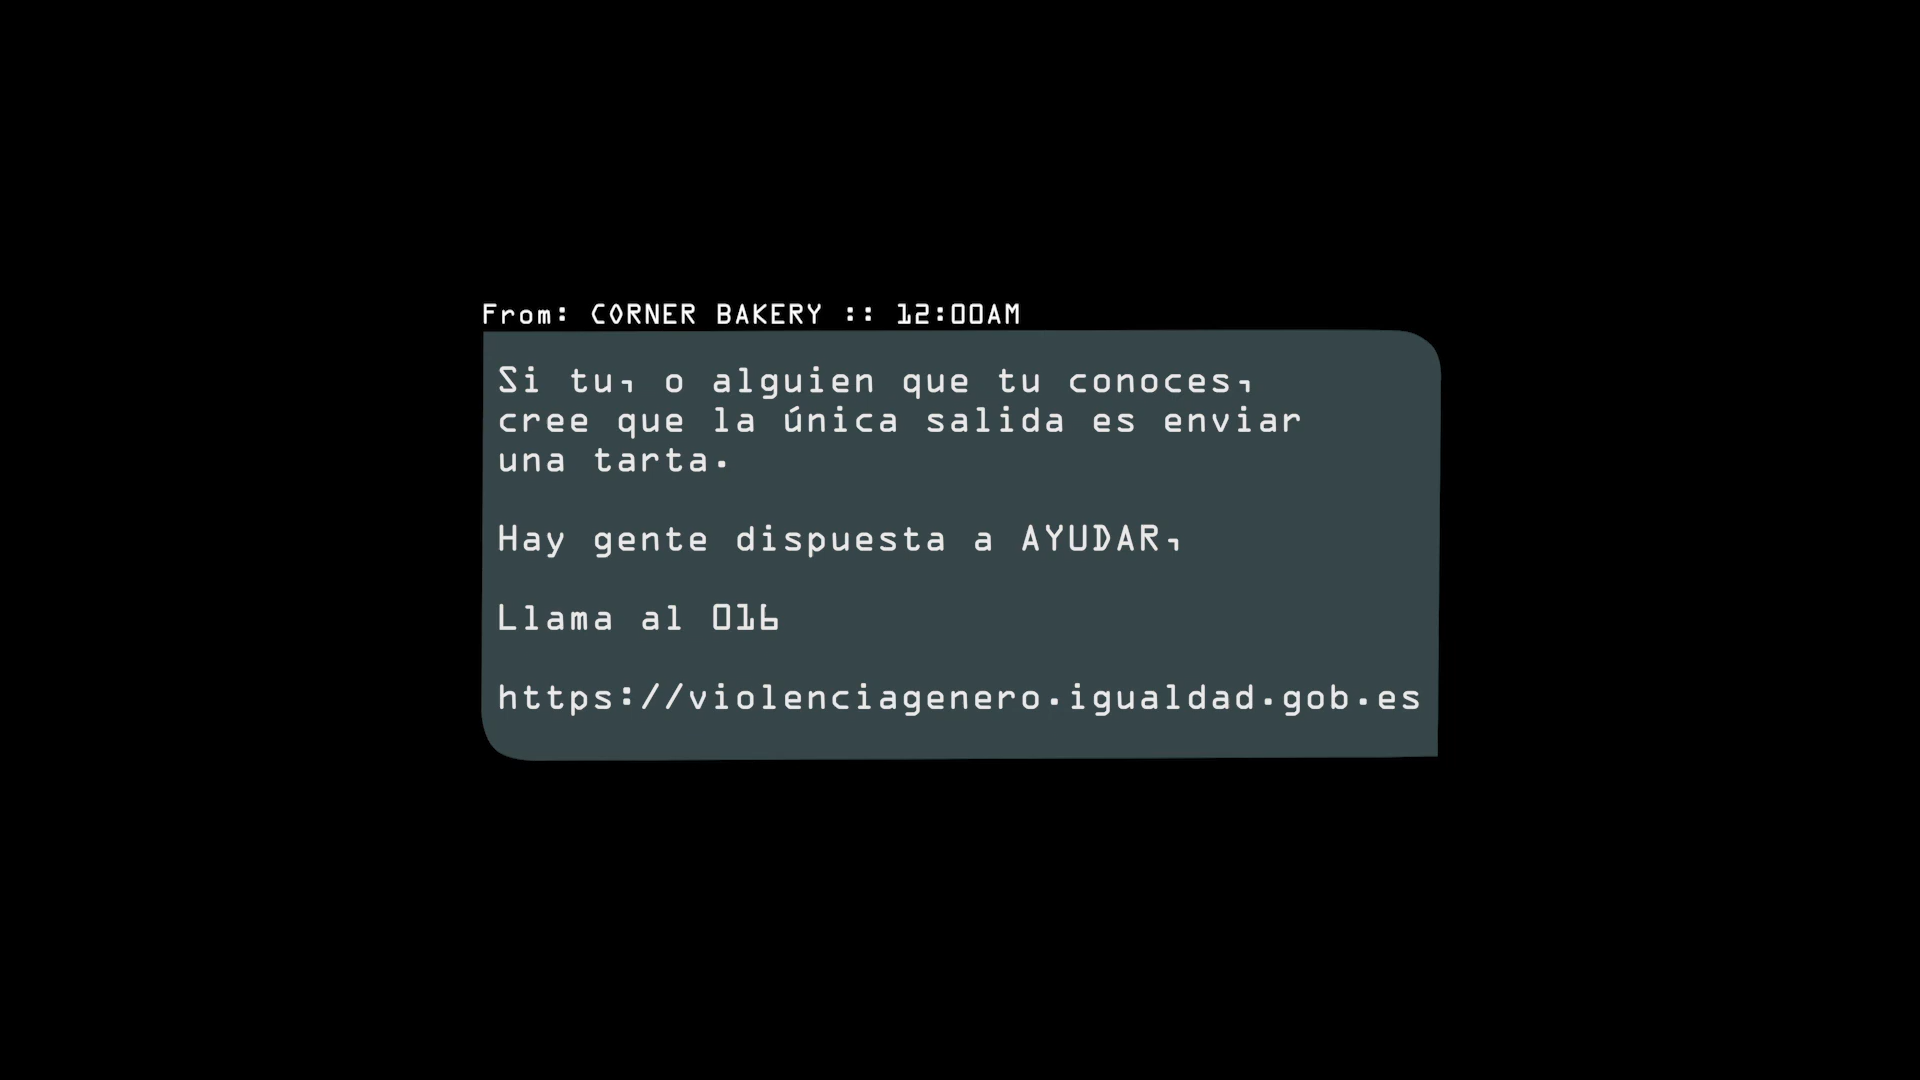 From: CORNER BAKERY :: 12:00AM
Si tu, o alguien que tu conoces,
cree que la única salida es enviar
una tarta.
Hay gente dispuesta a AYUDAR,
Llama al 016
https://violenciagenero.igualdad.gob.es